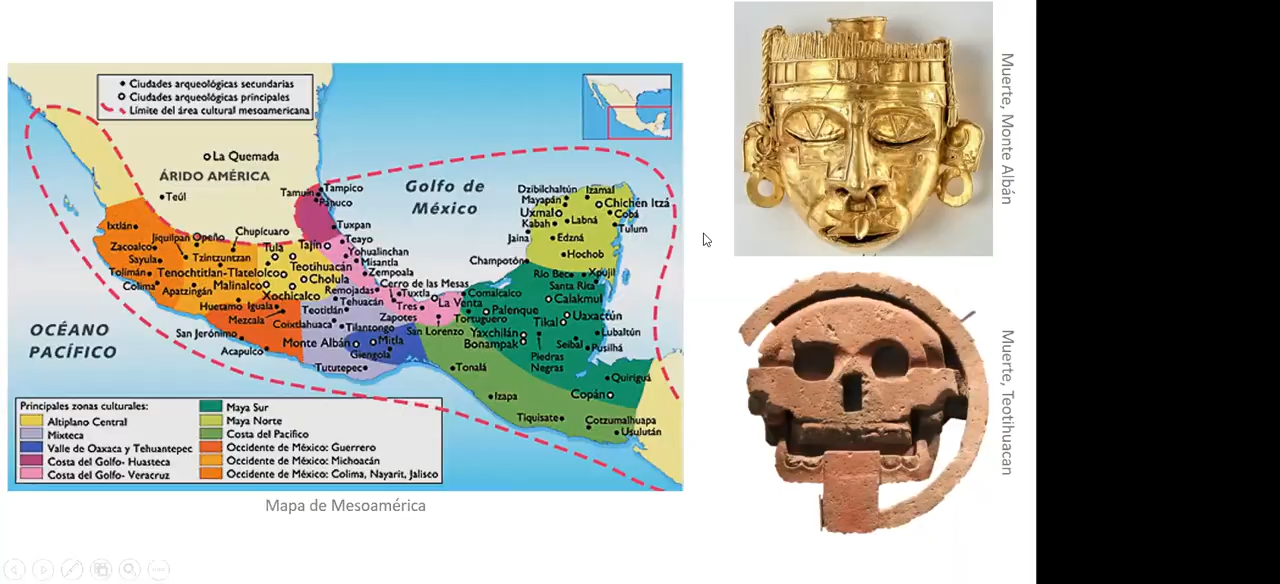 Ciudades arqueológicas secundarias
Ciudades arqueológicas principales
Límite del área cultural mesoamericana
La Quemada
ÁRIDO AMÉRICA
Teúl
Golfo de
México
Tamuín
Tampico
Pánuco
Tuxpan
Teayo
Yohualinchan
Misantla
Zempoala
Cerro de las Mesas
Ixtlán
Jiquilpan
Opeño
Chupícuaro
Tula
Tajín
Zacoalco
Sayula
Tzintzuntzan
Teotihuacán
Tolimán
Tenochtitlan-Tlatelolco
Cholula
Colima
Apatzingán
Malinalco
Xochicalco
Remojadas
Tehuacán
Huetamo
Iguala
Teotitlán
Mezcala
Coixtlahuaca
Tilantongo
San Jerónimo
Monte Albán
Mitla
Acapulco
Giengola
Tututepec
Tuxtla
Tres
Zapotes
La Venta
San Lorenzo
Comalcalco
Palenque
Tortuguero
Dzibilchaltún
Izamal
Mayapán
Chichén Itzá
Uxmal
Cobá
Kabah
Labná
Tulum
Jaina
Edzná
Hochob
Champotón
Río Bec
Xpujil
Santa Rita
Calakmul
Uaxactún
Tikal
Yaxchilán
Lubaltún
Bonampak
Seibal
Pusilhá
Piedras
Negras
Quiriguá
Copán
Tonalá
Izapa
Tiquisate
Cotzumalhuapa
Usulután
OCÉANO
PACÍFICO
Principales zonas culturales:
Altiplano Central
Mixteca
Valle de Oaxaca y Tehuantepec
Costa del Golfo- Huasteca
Costa del Golfo- Veracruz
Maya Sur
Maya Norte
Costa del Pacífico
Occidente de México: Guerrero
Occidente de México: Michoacán
Occidente de México: Colima, Nayarit, Jalisco
Mapa de Mesoamérica
Muerte, Monte Albán
Muerte, Teotihuacan